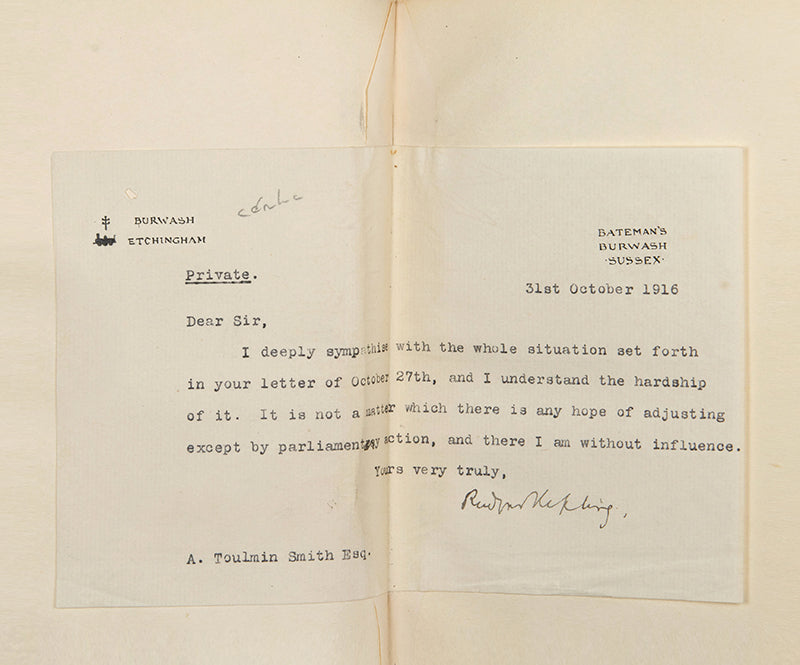 BURWASH
ETCHINGHAM
BATEMAN'S
BURWASH
·SUSSEX·
Private.
31st October 1916
Dear Sir,
I deeply sympathise with the whole situation set forth
in your letter of October 27th, and I understand the hardship
of it. It is not a matter which there is any hope of adjusting
except by parliamentary action, and there I am without influence.
Yours very truly,
Rudyard Kipling.
A. Toulmin Smith Esq.